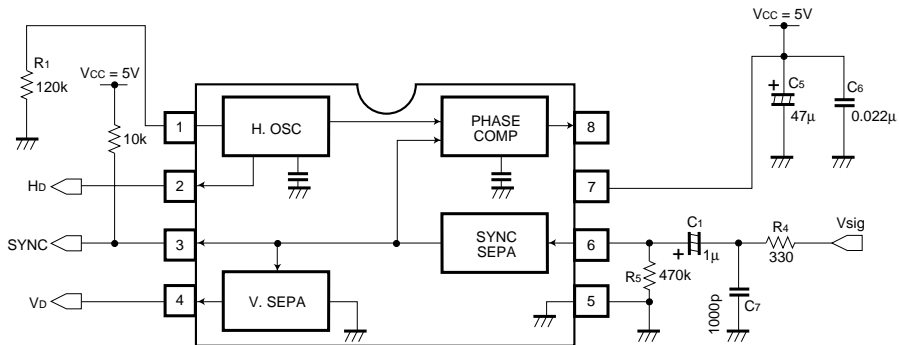 VCC = 5V
R1
120k
VCC = 5V
10k
C5
47μ
C6
0.022μ
1
H. OSC
PHASE
COMP
8
HD
2
7
SYNC
3
SYNC
SEPA
6
C1
1μ
R4
330
Vsig
R5
470k
VD
4
V. SEPA
5
1000p
C7